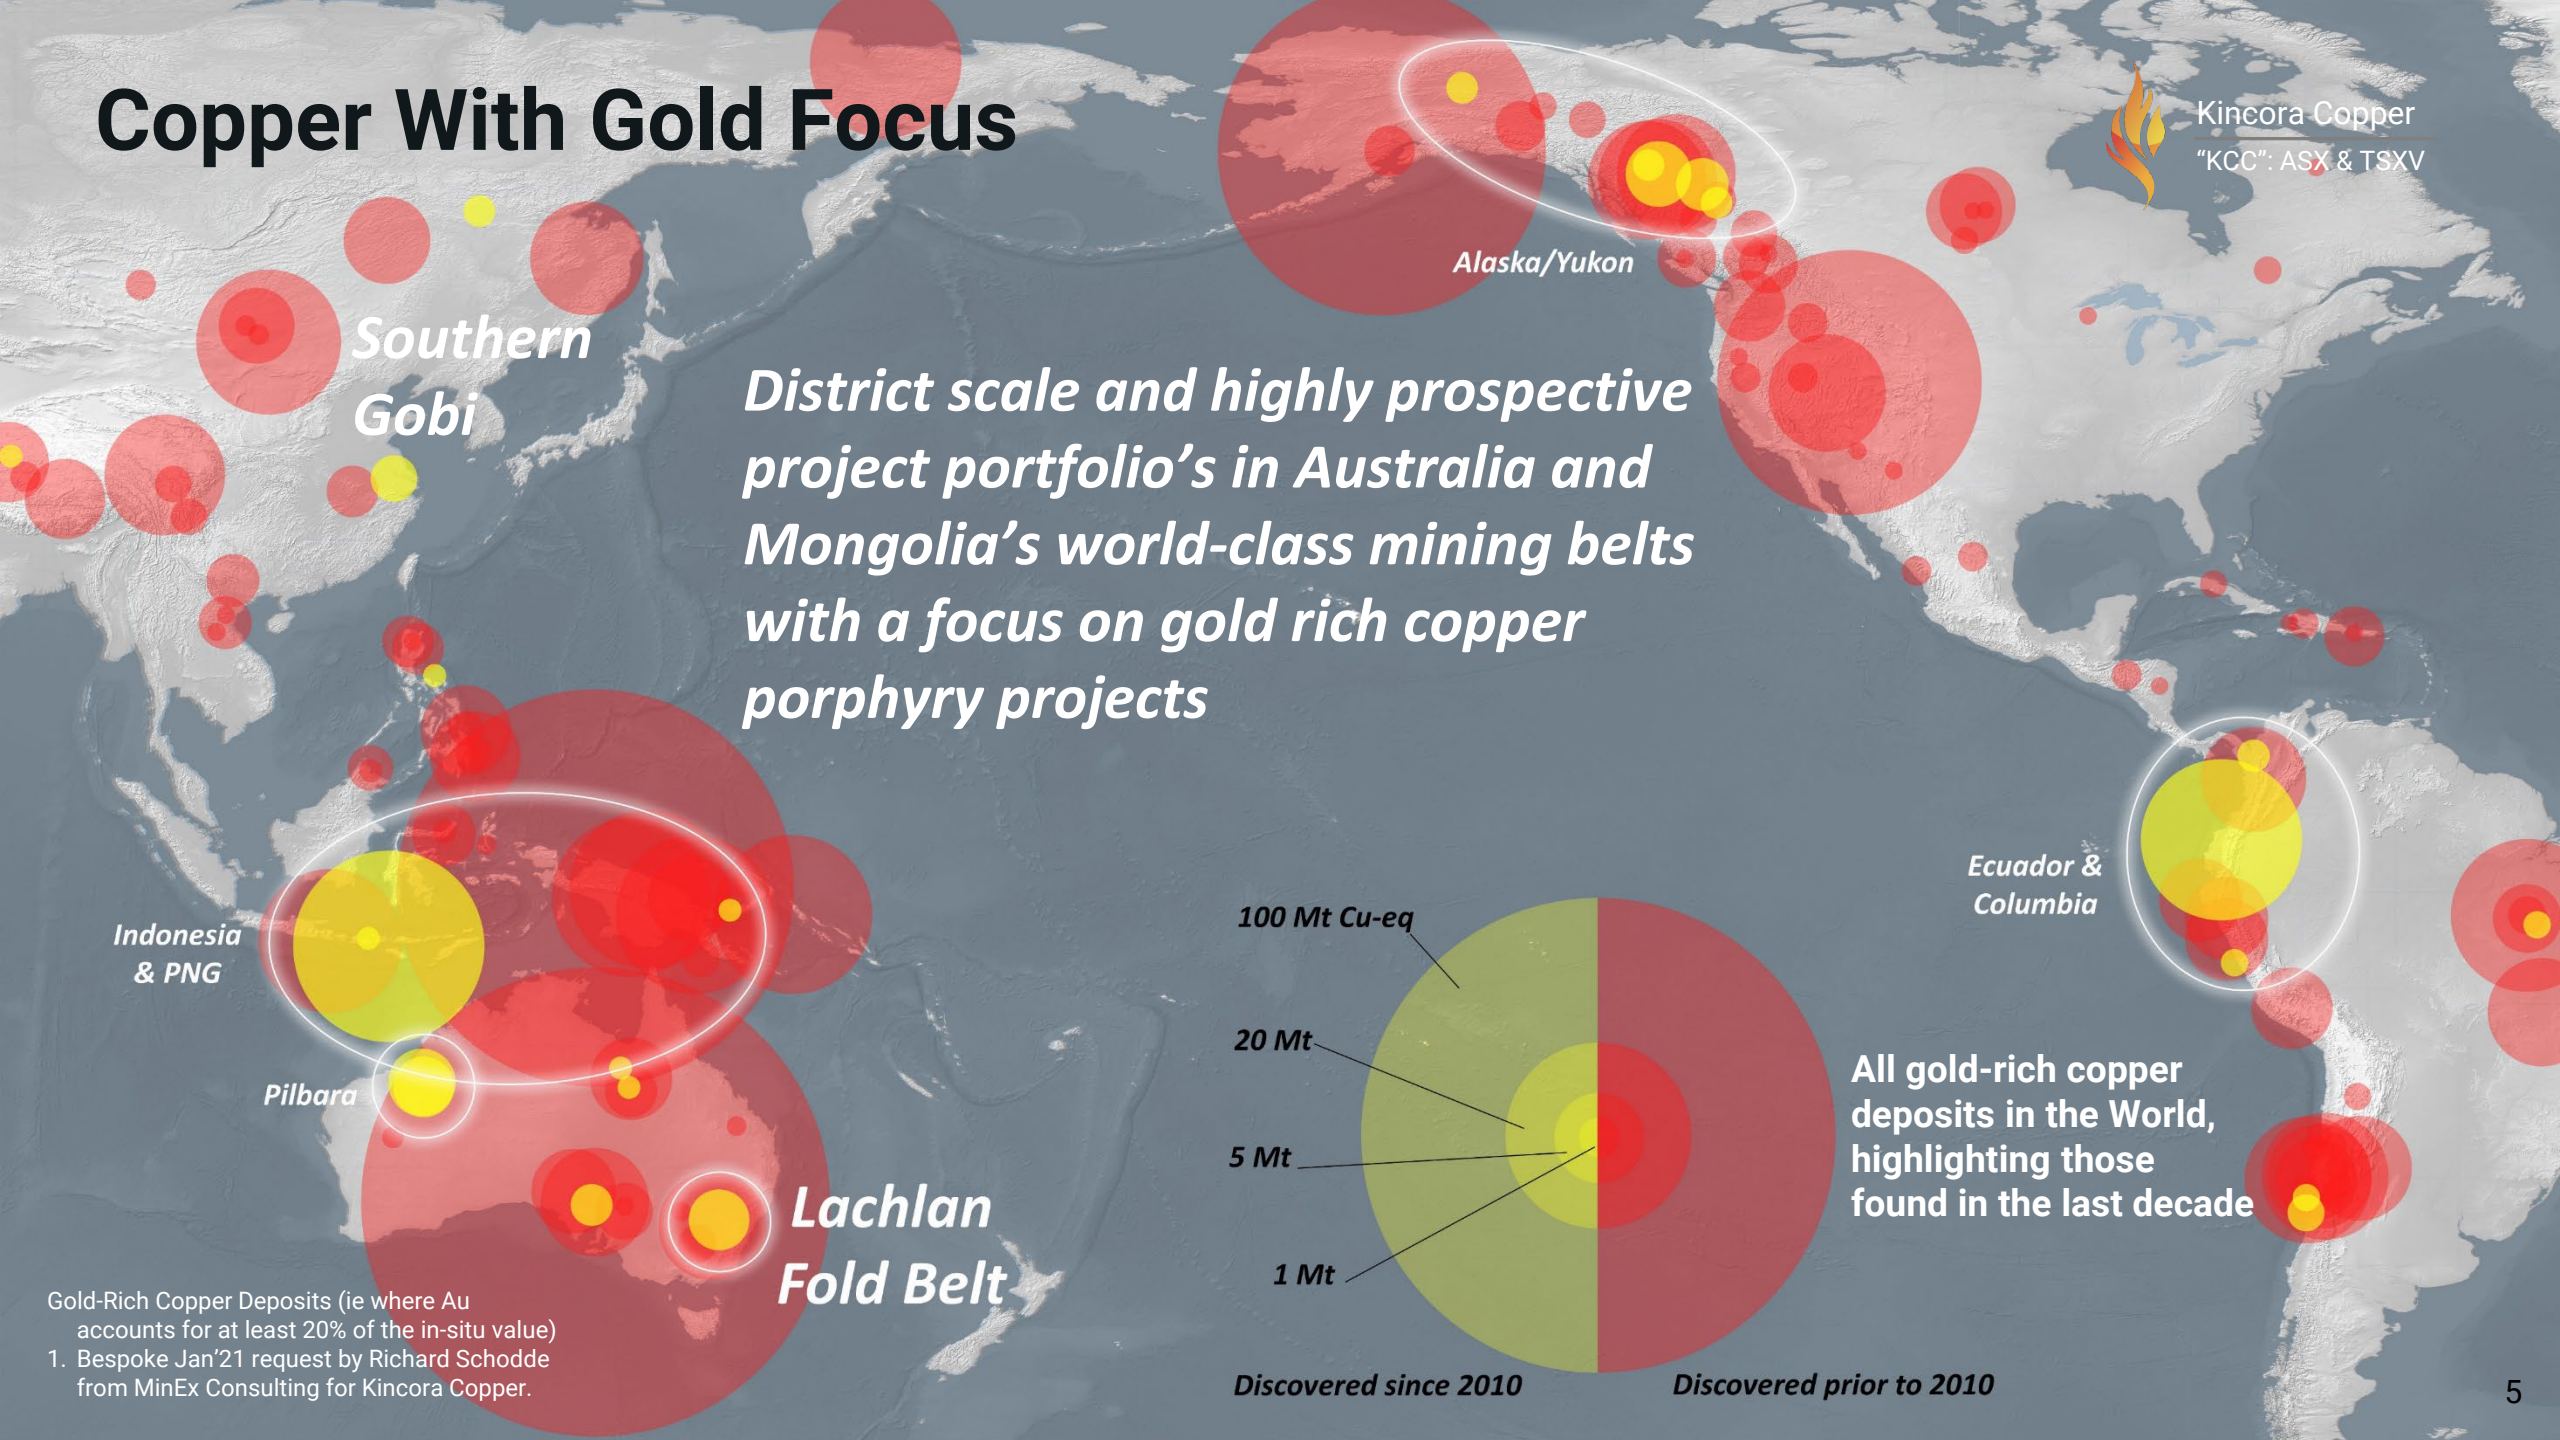 Copper With Gold Focus
Kincora Copper
“KCC”: ASX & TSXV
Alaska/Yukon
Southern
Gobi
District scale and highly prospective
project portfolio’s in Australia and
Mongolia’s world-class mining belts
with a focus on gold rich copper
porphyry projects
Ecuador &
Columbia
Indonesia
& PNG
Pilbara
Lachlan
Fold Belt
100 Mt Cu-eq
20 Mt
5 Mt
1 Mt
Discovered since 2010
Discovered prior to 2010
All gold-rich copper
deposits in the World,
highlighting those
found in the last decade
Gold-Rich Copper Deposits (ie where Au
accounts for at least 20% of the in-situ value)
1. Bespoke Jan’21 request by Richard Schodde
from MinEx Consulting for Kincora Copper.
5